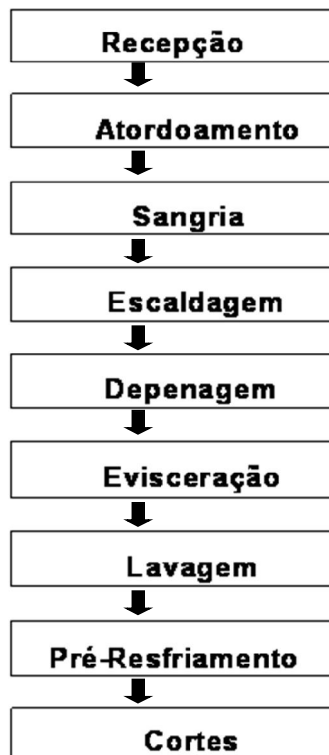 Recepção
Atordoamento
Sangria
Escaldagem
Depenagem
Evisceração
Lavagem
Pré-Resfriamento
Cortes